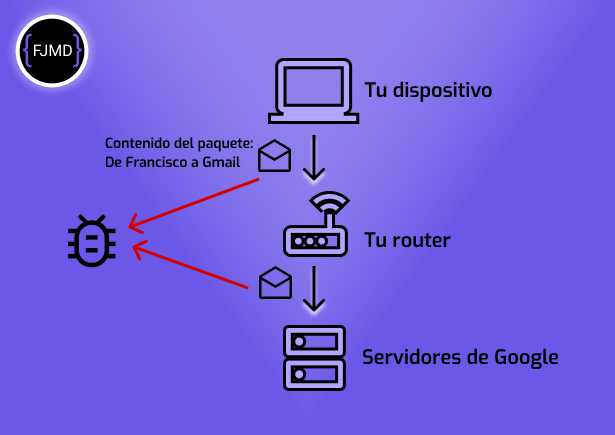 {FJMD}
Tu dispositivo
Contenido del paquete:
De Francisco a Gmail
Tu router
Servidores de Google